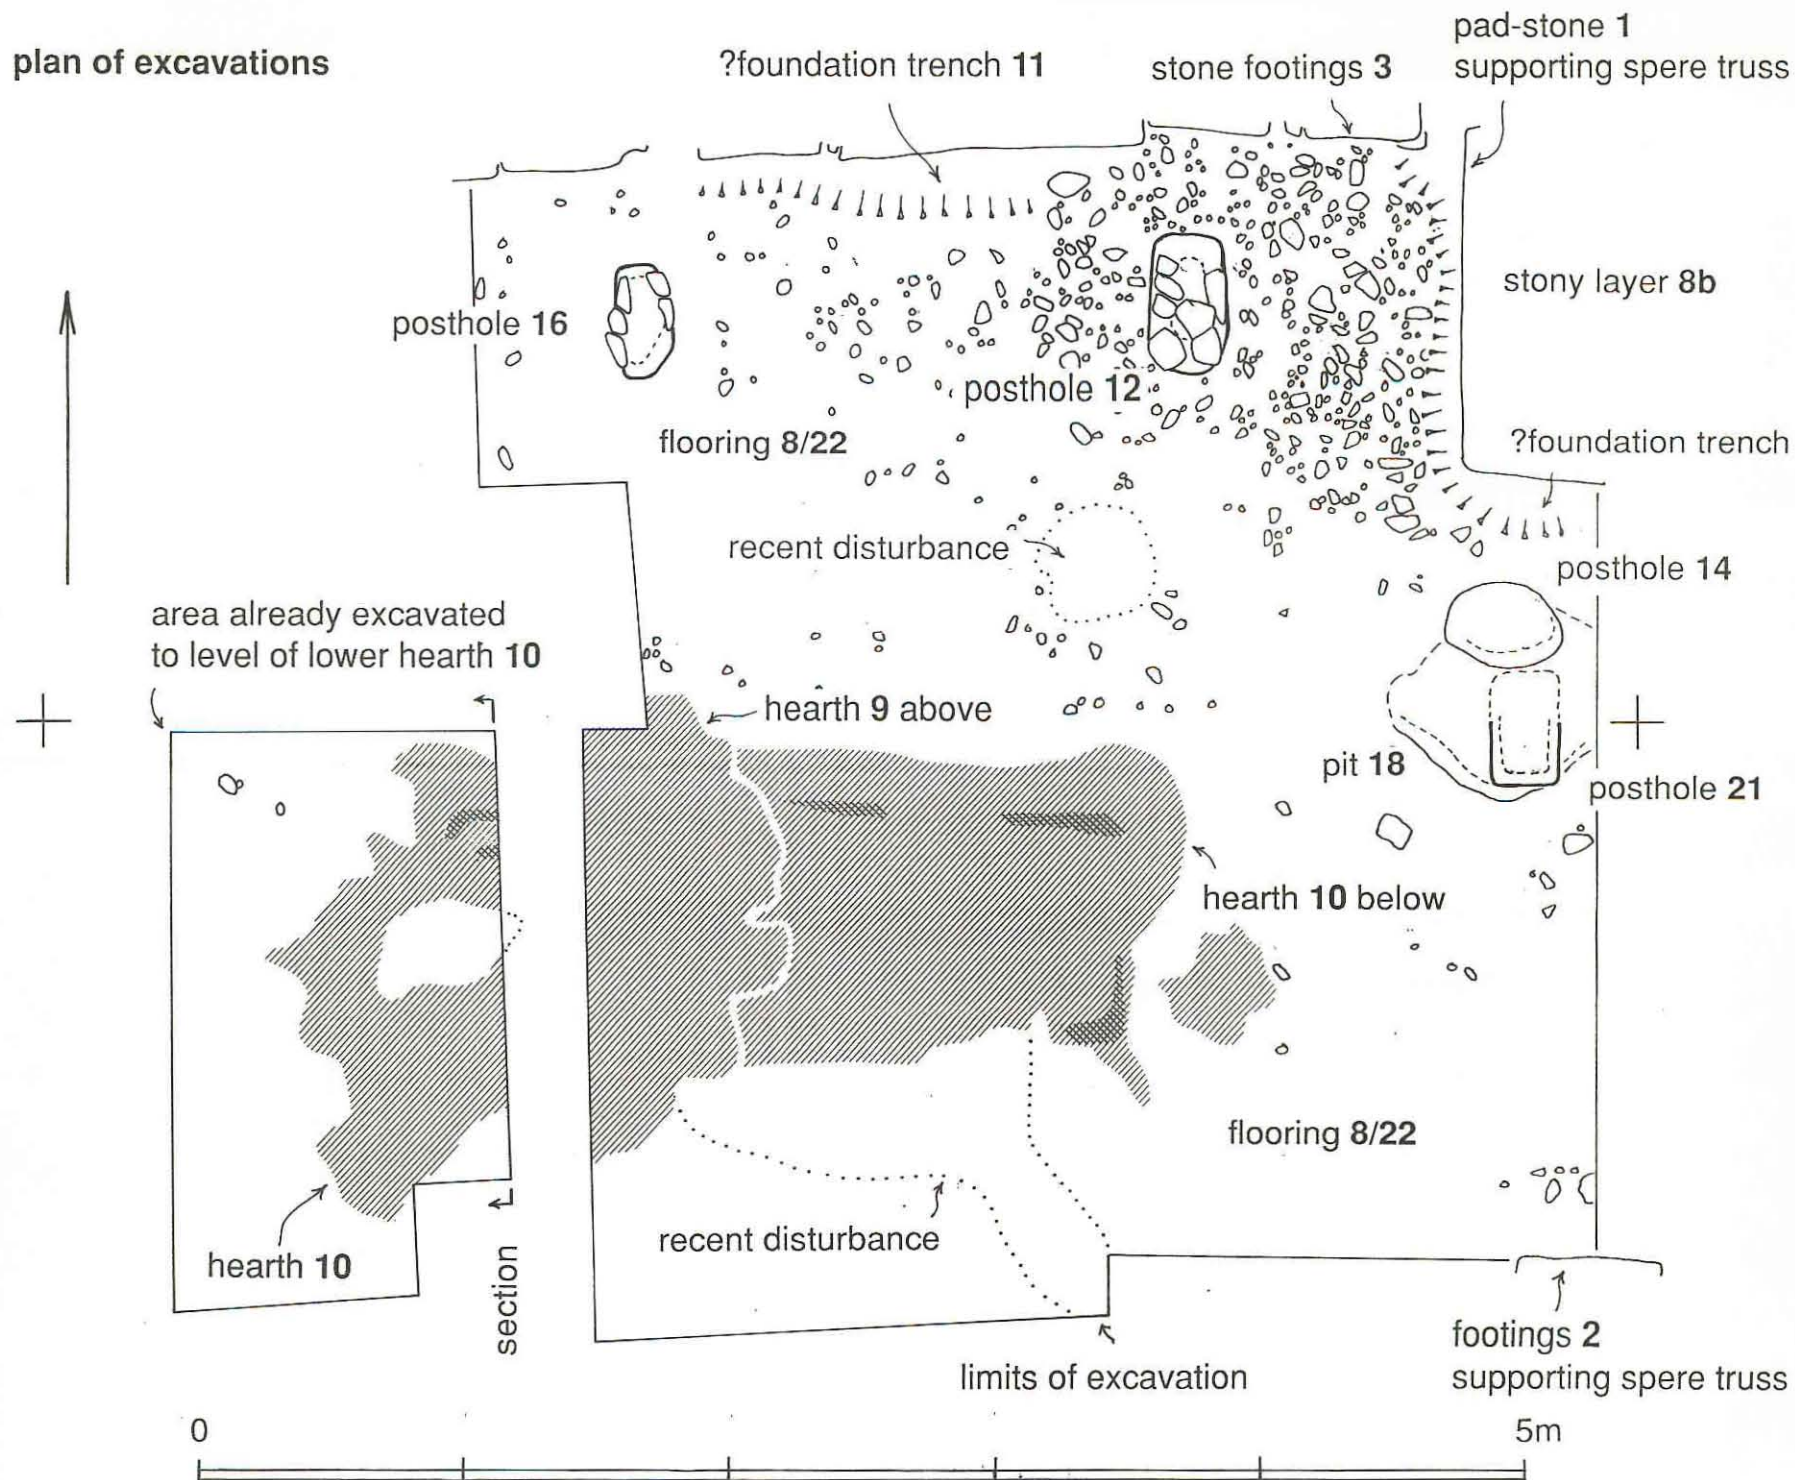 plan of excavations
?foundation trench 11
stone footings 3
pad-stone 1
supporting spere truss
stony layer 8b
posthole 16
posthole 12
flooring 8/22
?foundation trench
recent disturbance
posthole 14
area already excavated
to level of lower hearth 10
hearth 9 above
pit 18
posthole 21
hearth 10 below
flooring 8/22
recent disturbance
hearth 10
section
footings 2
supporting spere truss
limits of excavation
0
5m